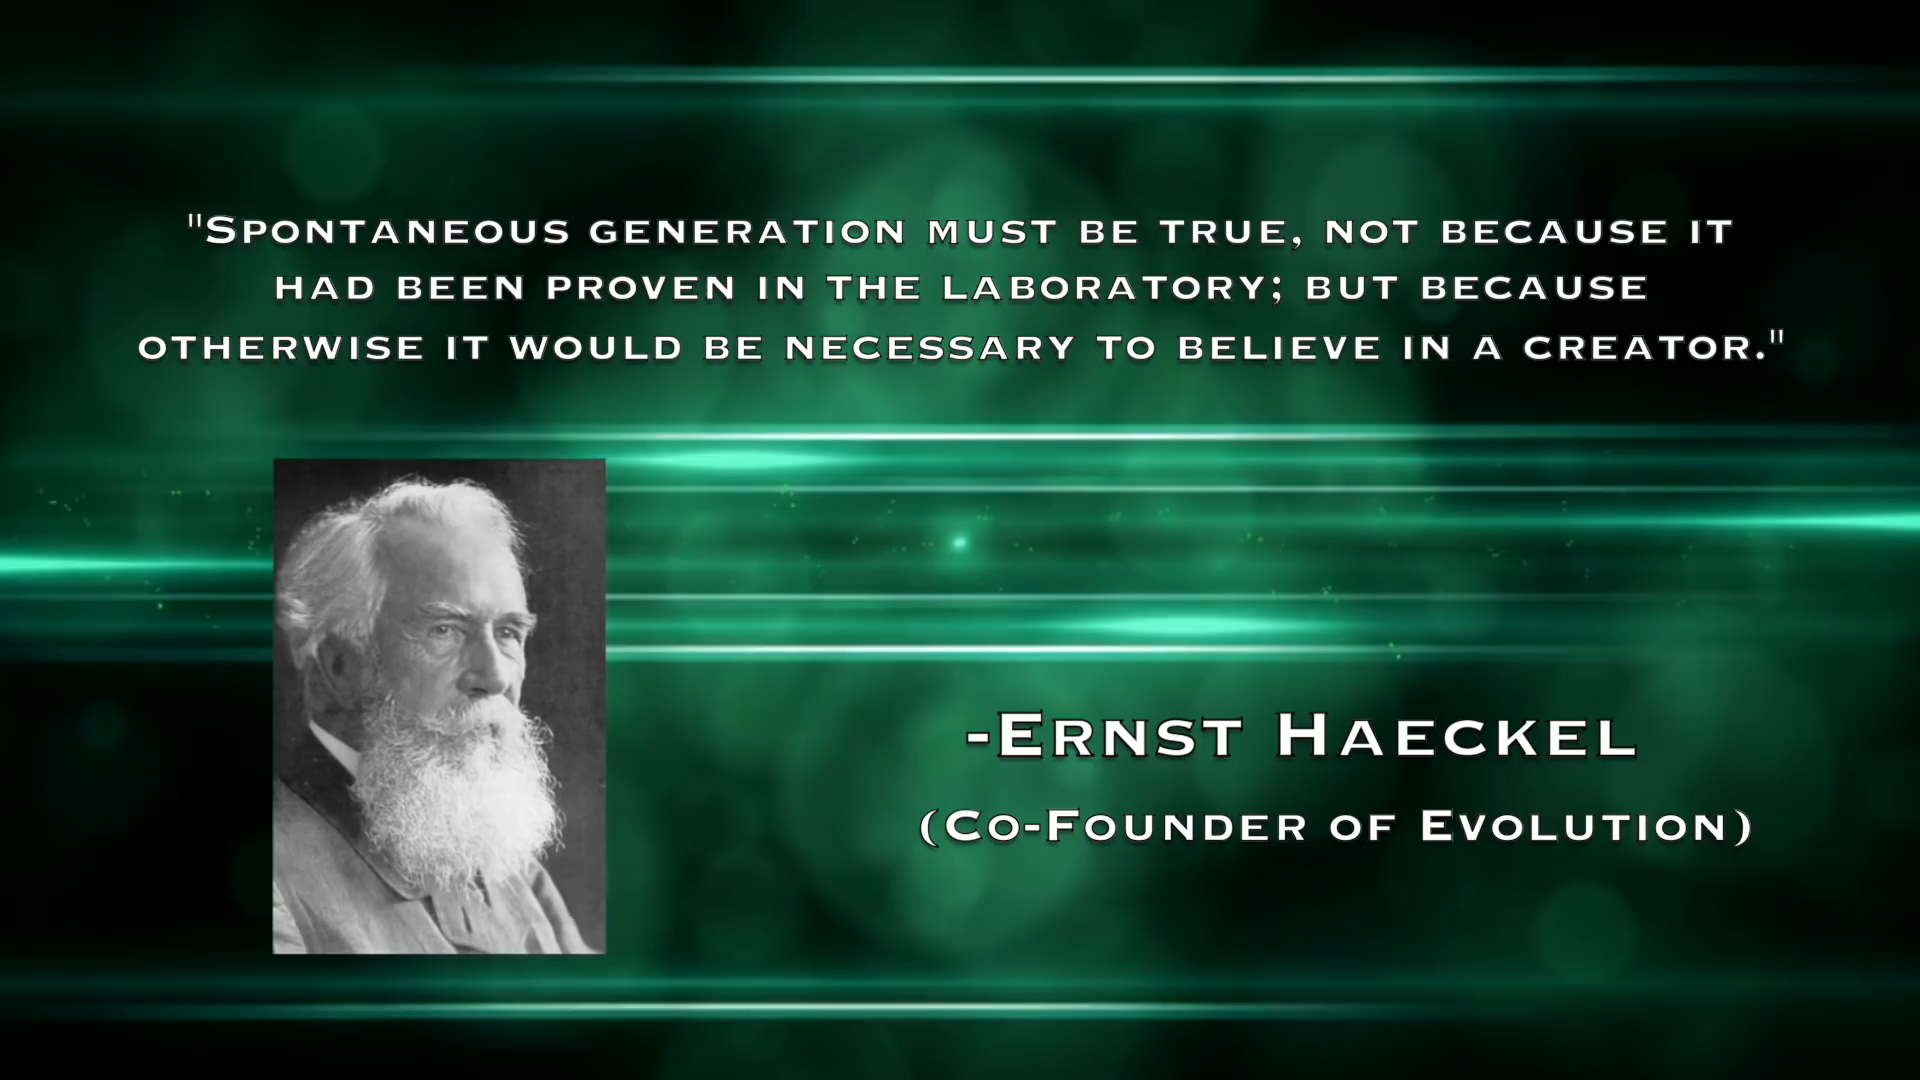 "Spontaneous generation must be true, not because it
had been proven in the laboratory; but because
otherwise it would be necessary to believe in a creator."
-Ernst Haeckel
(Co-Founder of Evolution)